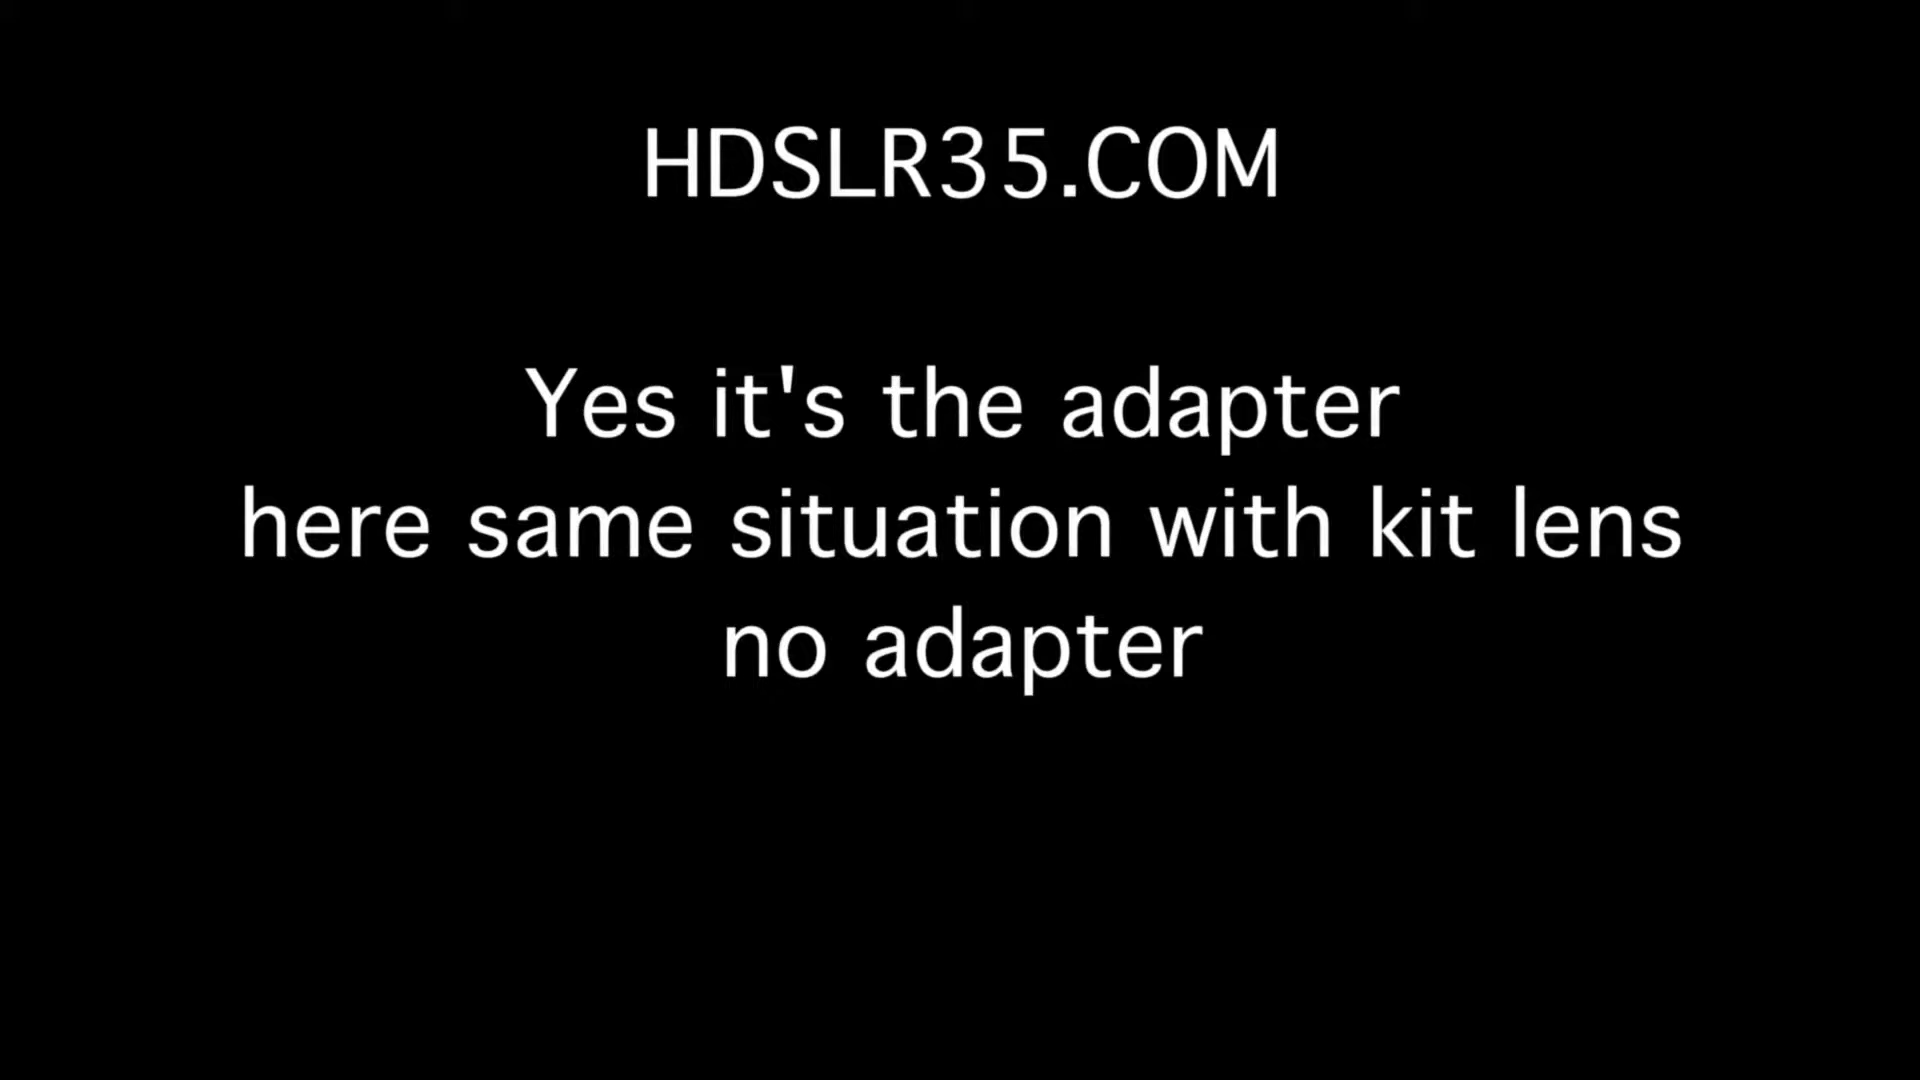 HDSLR35.COM
Yes it's the adapter
here same situation with kit lens
no adapter